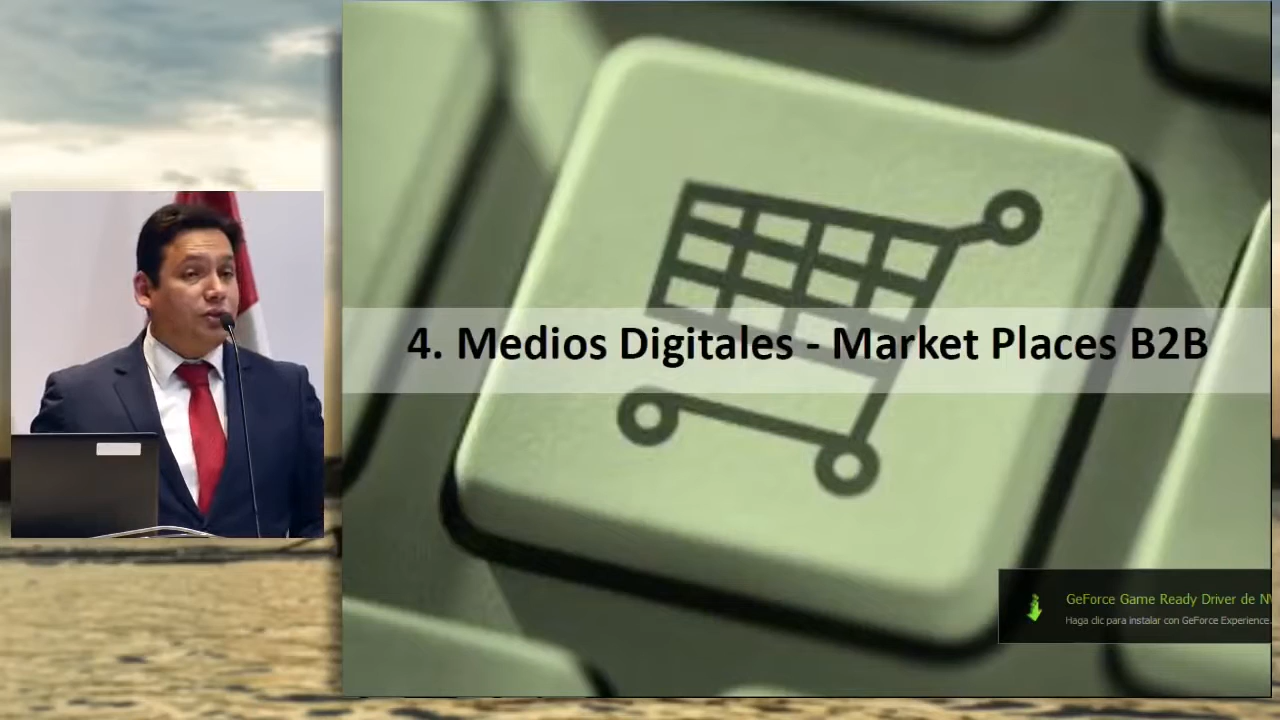 4. Medios Digitales - Market Places B2B
GeForce Game Ready Driver de
Haga clic para instalar con GeForce Experience.